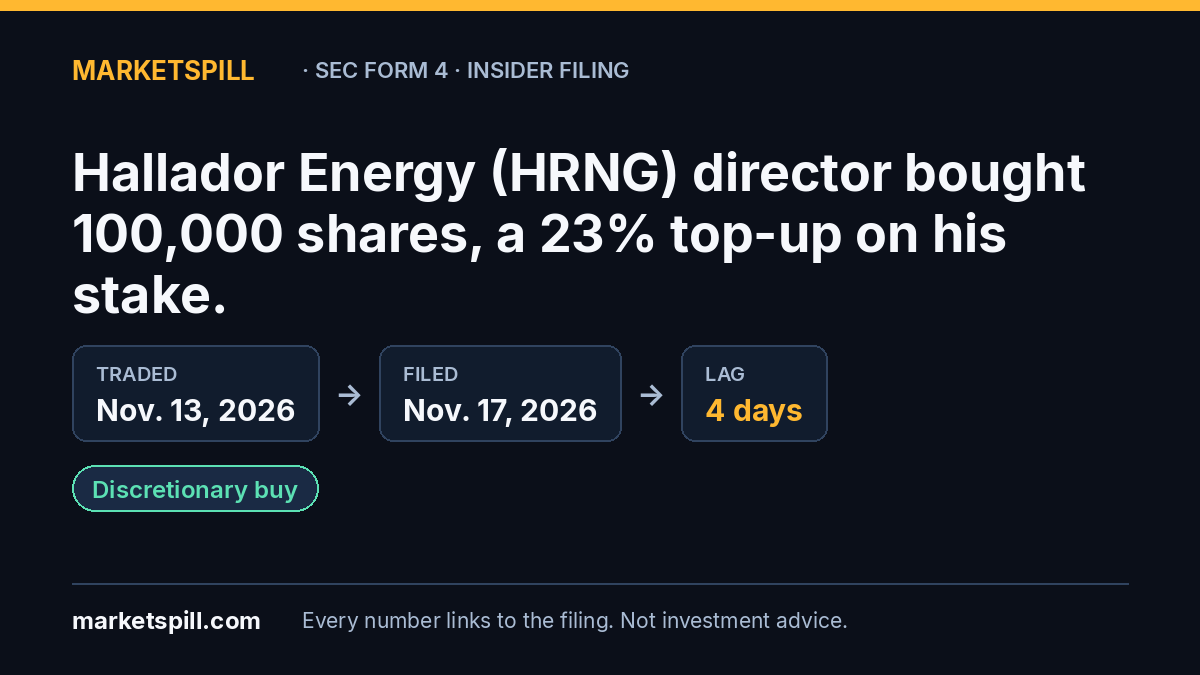 MARKETSPILL · SEC FORM 4 · INSIDER FILING
Hallador Energy (HRNG) director bought
100,000 shares, a 23% top-up on his
stake.
TRADED → FILED → LAG
Nov. 13, 2026 Nov. 17, 2026 4 days
Discretionary buy
marketspill.com Every number links to the filing. Not investment advice.